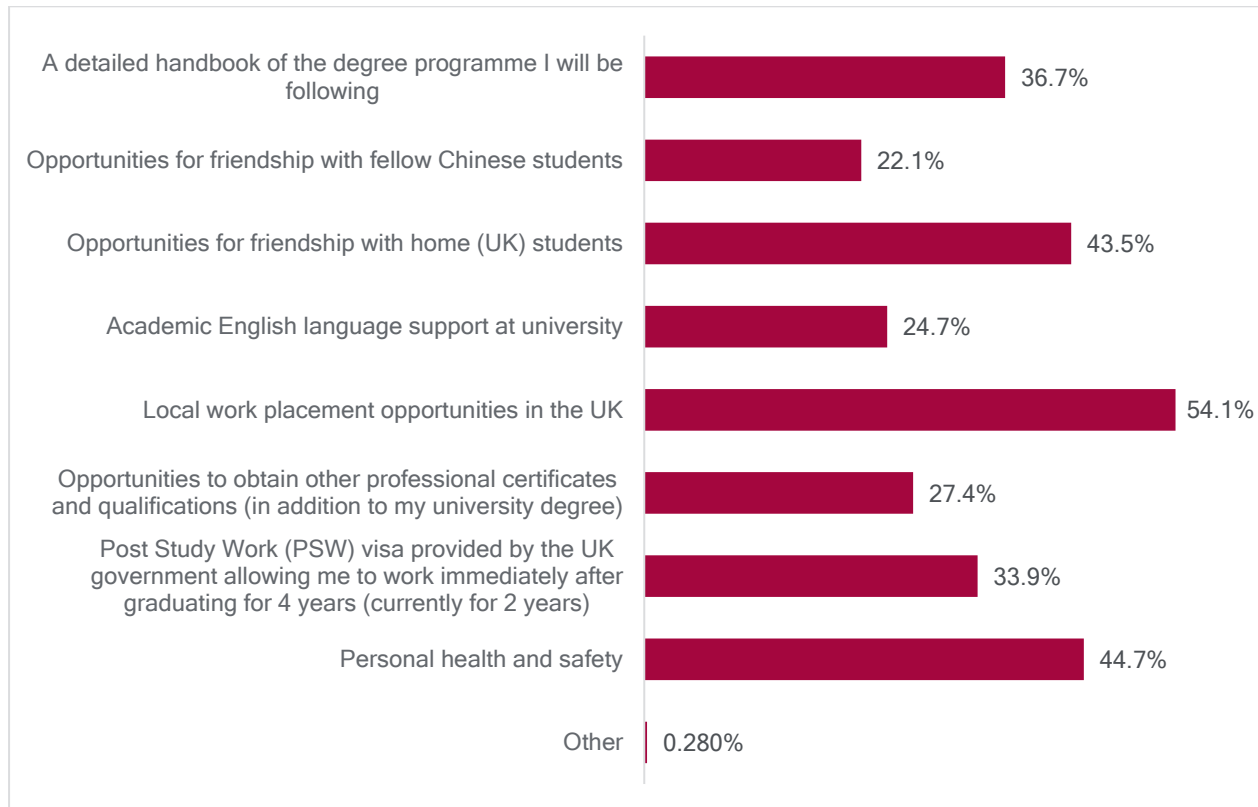 A detailed handbook of the degree programme I will be
following
36.7%
Opportunities for friendship with fellow Chinese students
22.1%
Opportunities for friendship with home (UK) students
43.5%
Academic English language support at university
24.7%
Local work placement opportunities in the UK
54.1%
Opportunities to obtain other professional certificates
and qualifications (in addition to my university degree)
27.4%
Post Study Work (PSW) visa provided by the UK
government allowing me to work immediately after
graduating for 4 years (currently for 2 years)
33.9%
Personal health and safety
44.7%
Other
0.280%